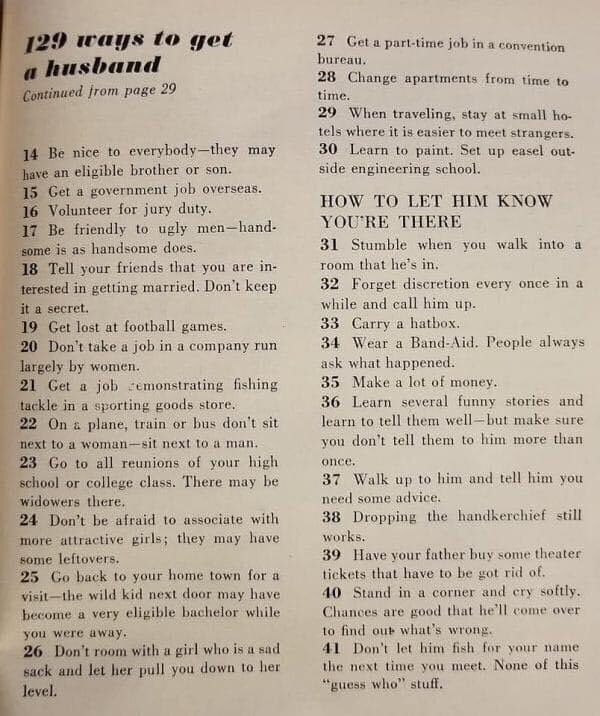 129 ways to get
a husband
Continued from page 29
14 Be nice to everybody—they may
have an eligible brother or son.
15 Get a government job overseas.
16 Volunteer for jury duty.
17 Be friendly to ugly men—hand-
some is as handsome does.
18 Tell your friends that you are in-
terested in getting married. Don't keep
it a secret.
19 Get lost at football games.
20 Don't take a job in a company run
largely by women.
21 Get a job demonstrating fishing
tackle in a sporting goods store.
22 On a plane, train or bus don't sit
next to a woman—sit next to a man.
23 Go to all reunions of your high
school or college class. There may be
widowers there.
24 Don't be afraid to associate with
more attractive girls; they may have
some leftovers.
25 Go back to your home town for a
visit—the wild kid next door may have
become a very eligible bachelor while
you were away.
26 Don't room with a girl who is a sad
sack and let her pull you down to her
level.
27 Get a part-time job in a convention
bureau.
28 Change apartments from time to
time.
29 When traveling, stay at small ho-
tels where it is easier to meet strangers.
30 Learn to paint. Set up easel out-
side engineering school.
HOW TO LET HIM KNOW
YOU'RE THERE
31 Stumble when you walk into a
room that he's in.
32 Forget discretion every once in a
while and call him up.
33 Carry a hatbox.
34 Wear a Band-Aid. People always
ask what happened.
35 Make a lot of money.
36 Learn several funny stories and
learn to tell them well—but make sure
you don't tell them to him more than
once.
37 Walk up to him and tell him you
need some advice.
38 Dropping the handkerchief still
works.
39 Have your father buy some theater
tickets that have to be got rid of.
40 Stand in a corner and cry softly.
Chances are good that he'll come over
to find out what's wrong.
41 Don't let him fish for your name
the next time you meet. None of this
"guess who" stuff.